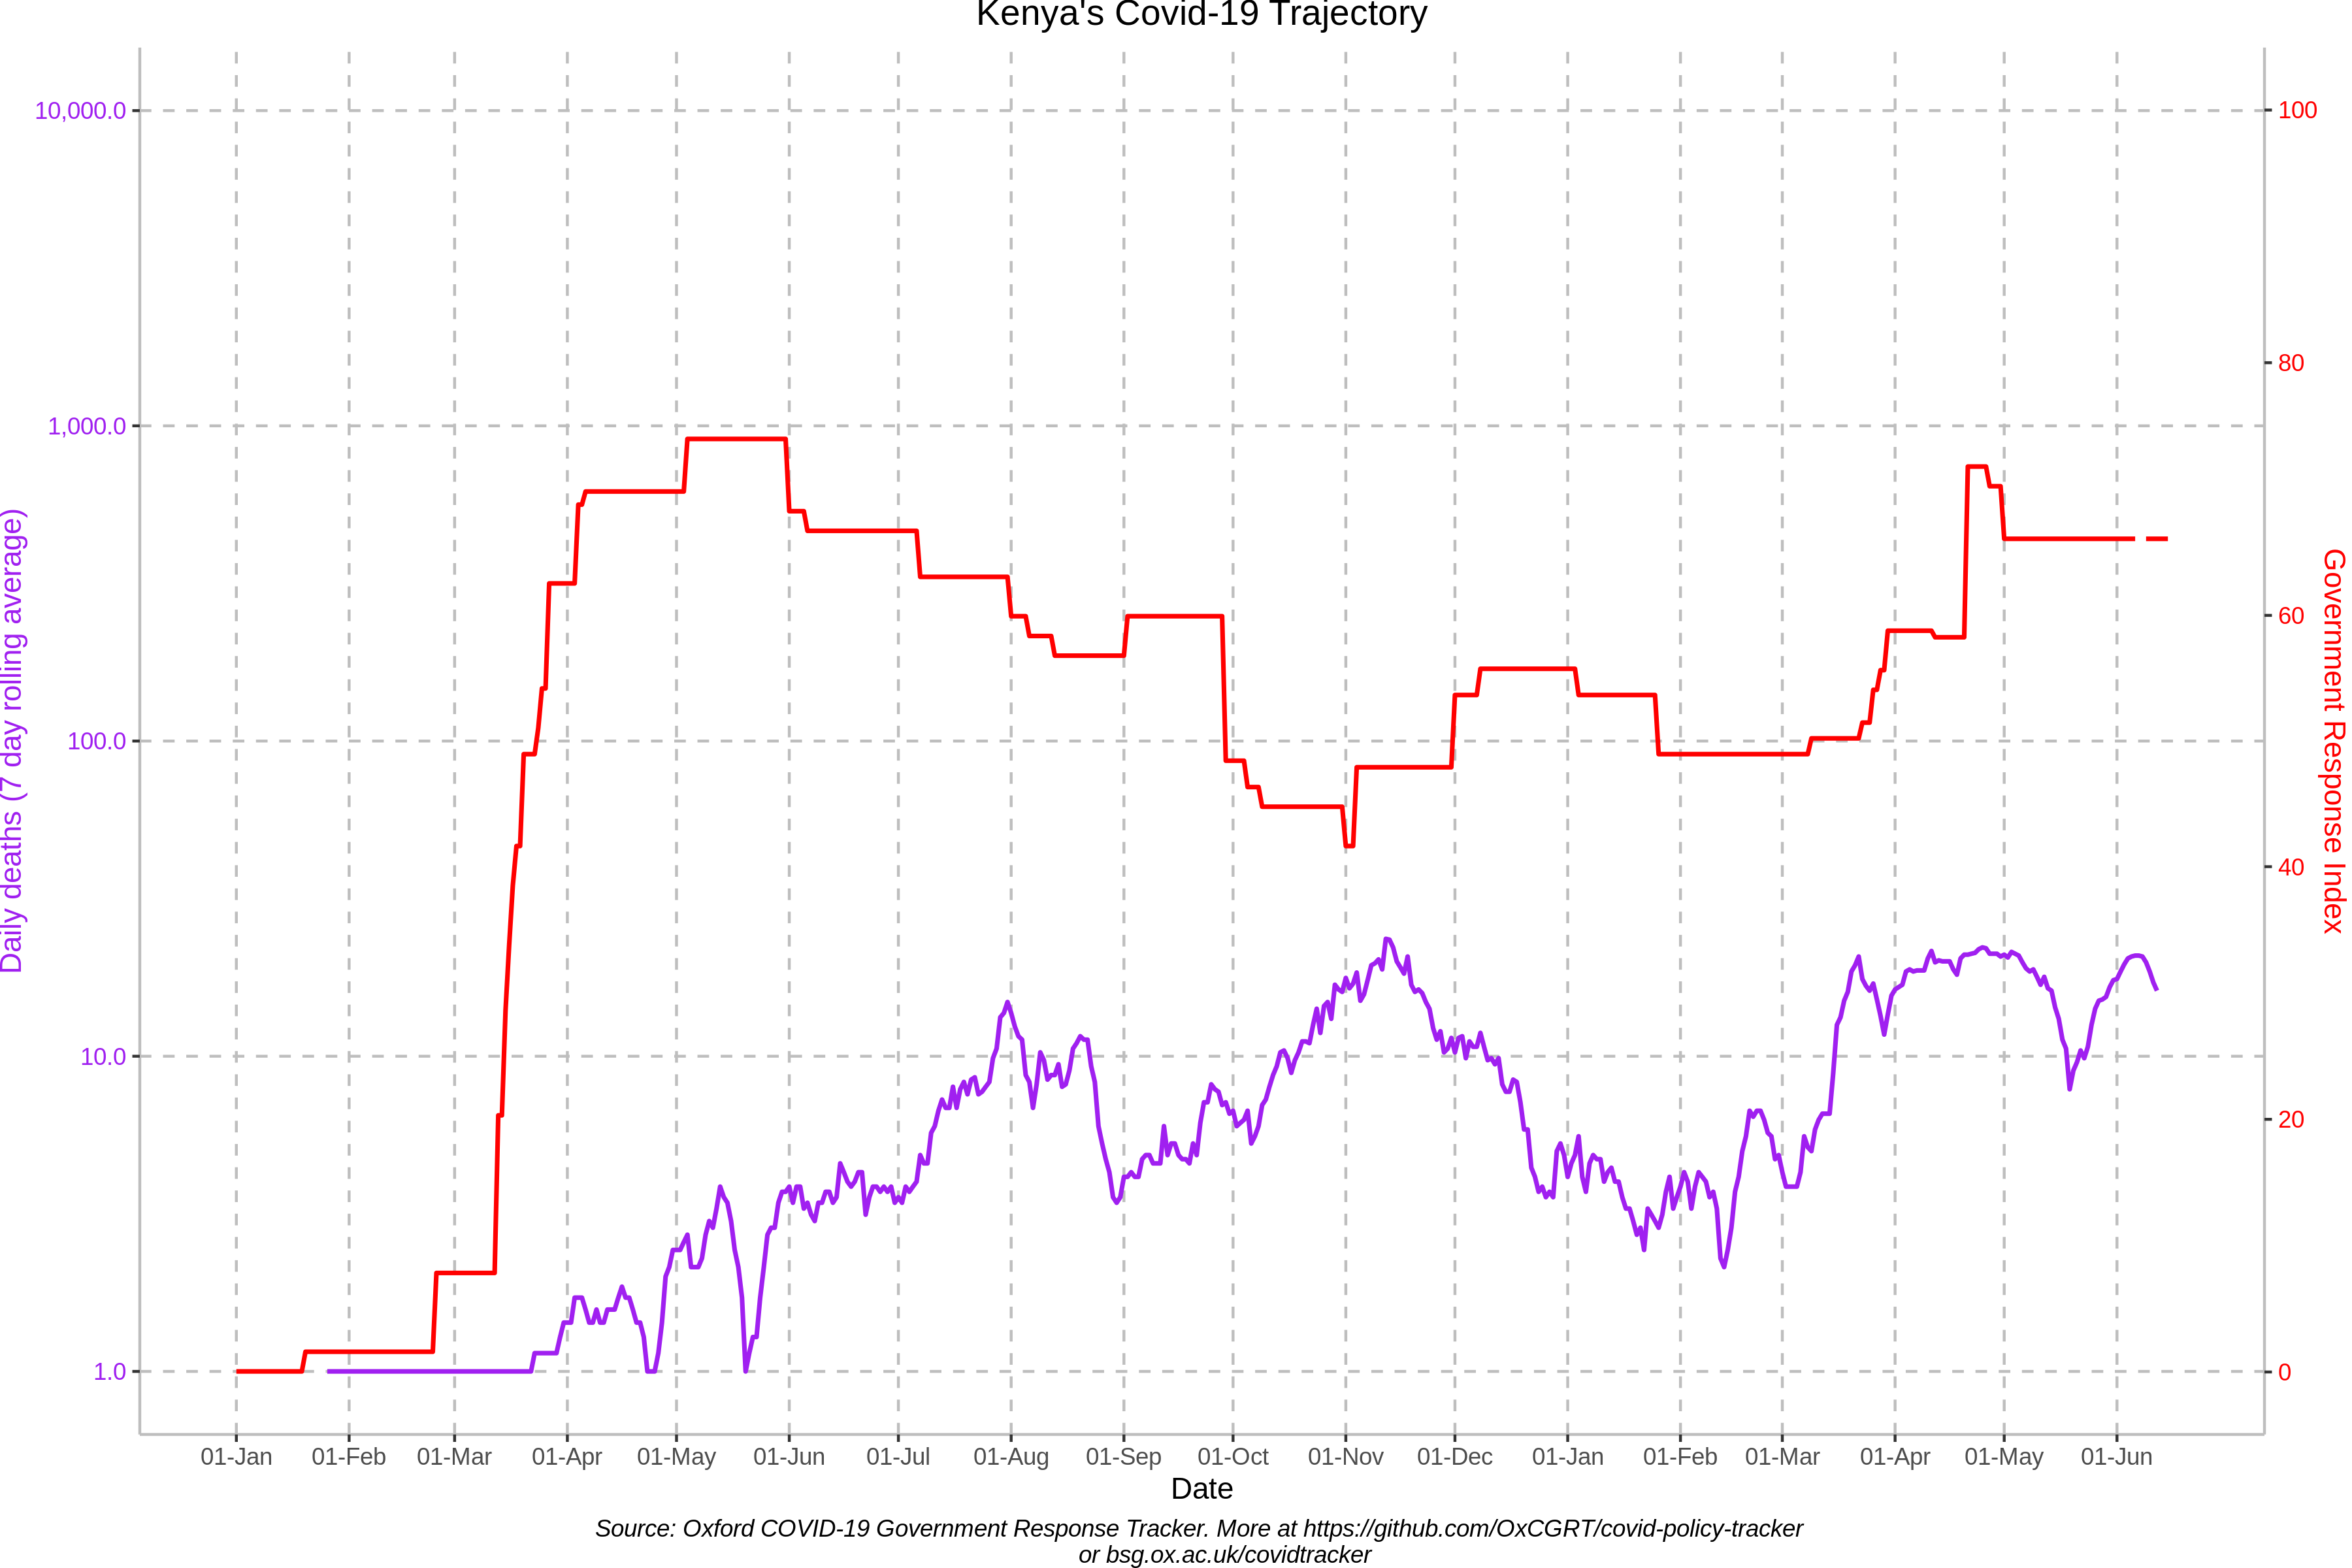 Kenya's Covid-19 Trajectory
10,000.0
1,000.0
100.0
10.0
1.0
Daily deaths (7 day rolling average)
100
80
60
40
20
0
Government Response Index
01-Jan 01-Feb 01-Mar 01-Apr 01-May 01-Jun 01-Jul 01-Aug 01-Sep 01-Oct 01-Nov 01-Dec 01-Jan 01-Feb 01-Mar 01-Apr 01-May 01-Jun
Date
Source: Oxford COVID-19 Government Response Tracker. More at https://github.com/OxCGRT/covid-policy-tracker
or bsg.ox.ac.uk/covidtracker